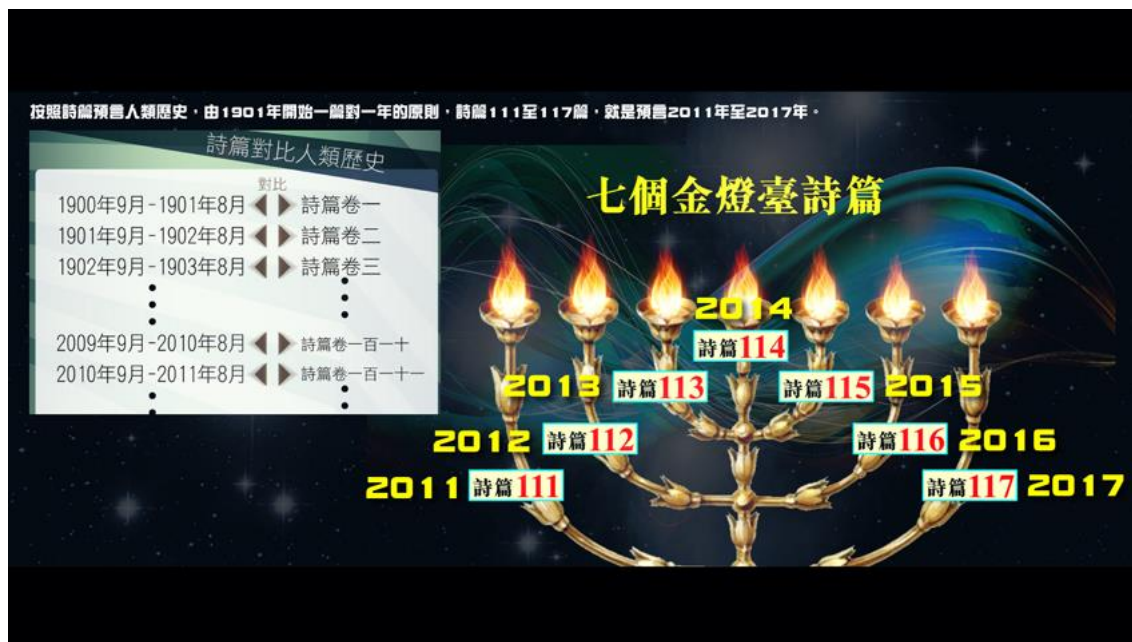 按照詩篇預言人類歷史，由1901年開始一篇對一年的原則，詩篇111至117篇，就是預言2011年至2017年。
詩篇對比人類歷史
對比
1900年9月-1901年8月 ◀ ▶ 詩篇卷一
1901年9月-1902年8月 ◀ ▶ 詩篇卷二
1902年9月-1903年8月 ◀ ▶ 詩篇卷三
2009年9月-2010年8月 ◀ ▶ 詩篇卷一百一十
2010年9月-2011年8月 ◀ ▶ 詩篇卷一百一十一
七個金燈臺詩篇
2014
詩篇114
2013 詩篇113
詩篇115 2015
2012 詩篇112
詩篇116 2016
2011 詩篇111
詩篇117 2017